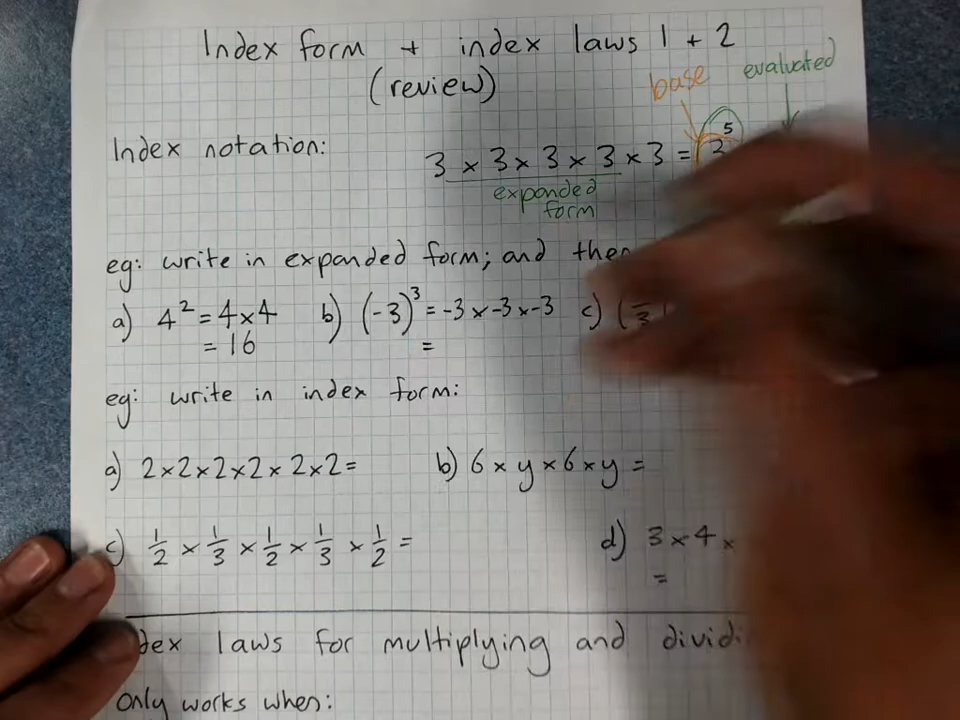 Index form + index laws 1 + 2
(review)
base evaluated
Index notation: 3 × 3 × 3 × 3 × 3 = 3⁵
expanded
form
eg: write in expanded form; and then
a) 4² = 4×4 b) (-3)³ = -3 × -3 × -3 c)
= 16 =
eg: write in index form:
a) 2×2×2×2×2×2= b) 6 × y × 6 × y =
c) 1/2 × 1/3 × 1/2 × 1/3 × 1/2 = d) 3 × 4 ×
=
laws for multiplying and
only works when: